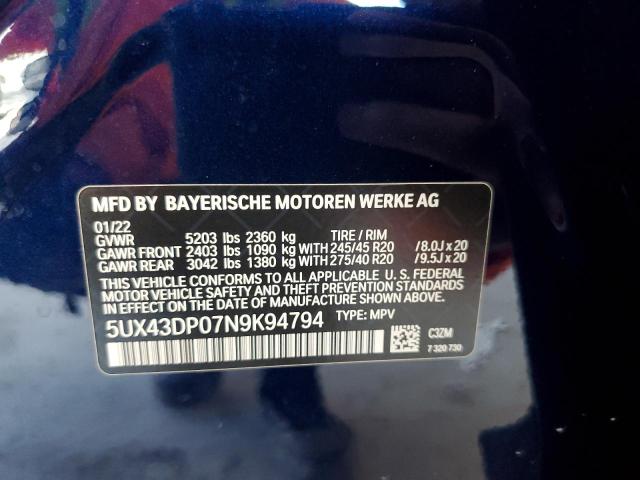 MFD BY BAYERISCHE MOTOREN WERKE AG
01/22
GVWR 5203 lbs 2360 kg TIRE / RIM
GAWR FRONT 2403 lbs 1090 kg WITH 245/45 R20 /8.0J x 20
GAWR REAR 3042 lbs 1380 kg WITH 275/40 R20 /9.5J x 20
THIS VEHICLE CONFORMS TO ALL APPLICABLE U. S. FEDERAL
MOTOR VEHICLE SAFETY AND THEFT PREVENTION STANDARDS
IN EFFECT ON THE DATE OF MANUFACTURE SHOWN ABOVE.
5UX43DP07N9K94794 TYPE: MPV
C3ZM
7 320 730